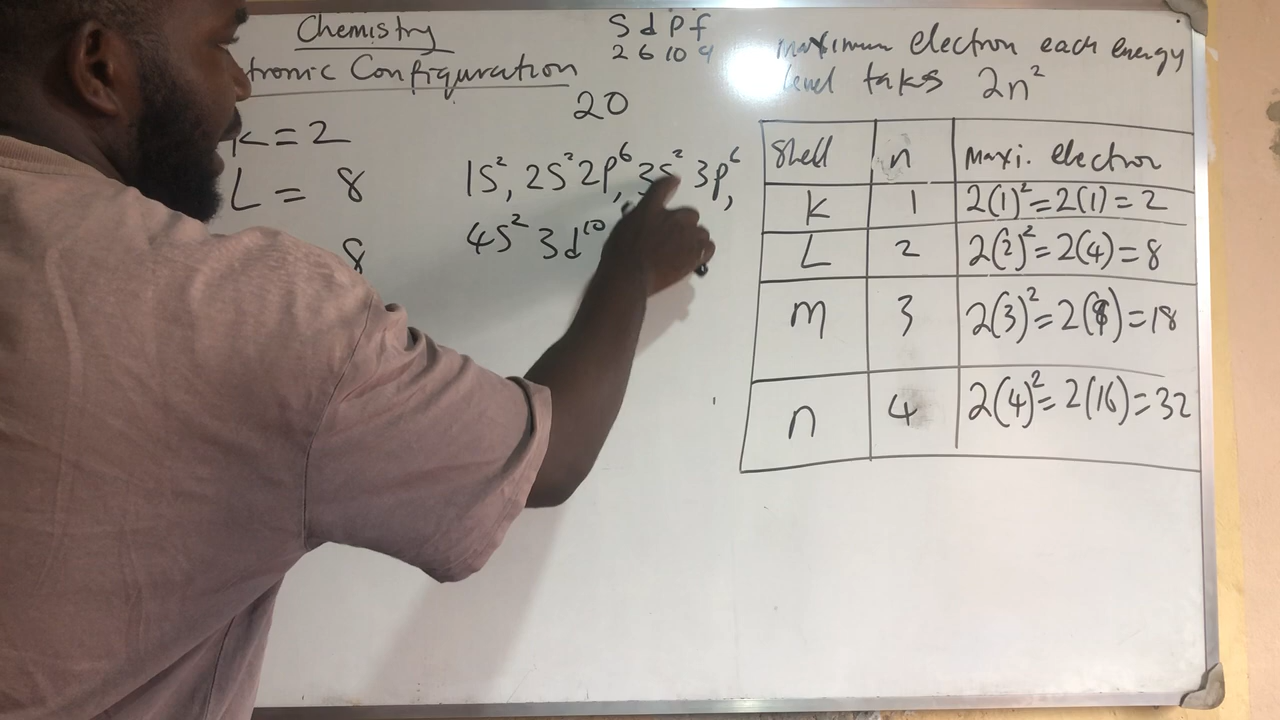 Chemistry
tronic Configuration
S d p f
2 6 10 9
20
K = 2
L = 8
8
1S², 2S² 2p⁶, 3S² 3p⁶,
4S² 3d¹⁰
maximum electron each energy
level takes 2n²
Shell n Maxi. electron
K 1 2(1)²=2(1)=2
L 2 2(2)²=2(4)=8
m 3 2(3)²=2(9)=18
n 4 2(4)²=2(16)=32